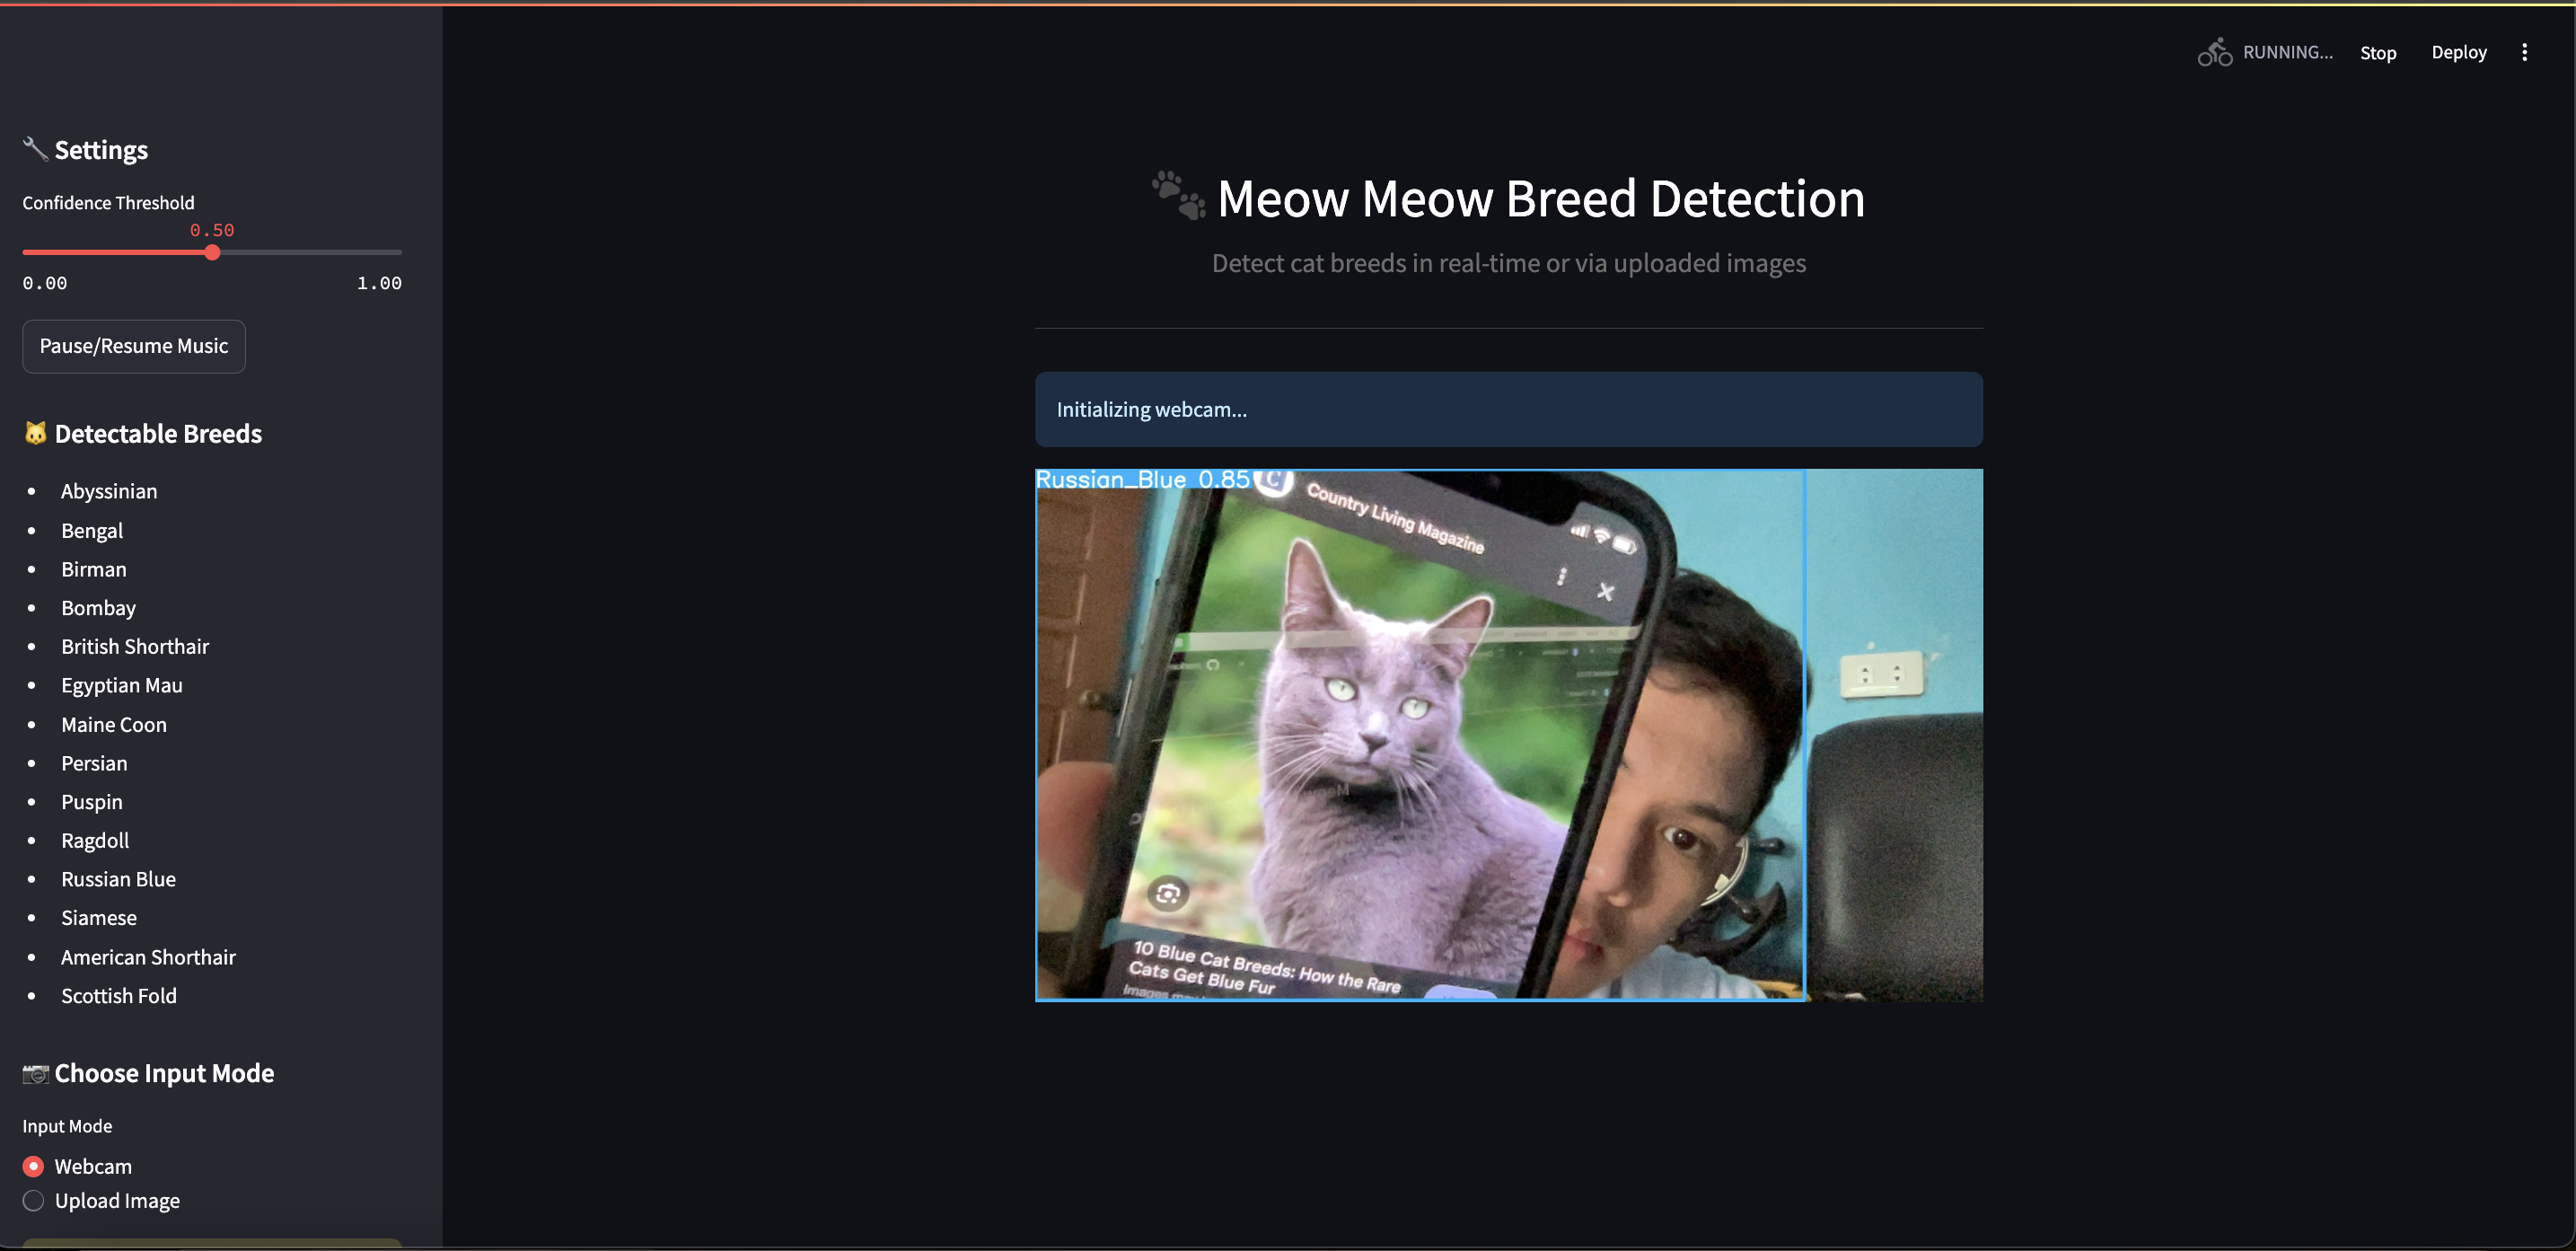 RUNNING...
Stop
Deploy
Settings
Confidence Threshold
0.50
0.00
1.00
Pause/Resume Music
Detectable Breeds
Abyssinian
Bengal
Birman
Bombay
British Shorthair
Egyptian Mau
Maine Coon
Persian
Puspin
Ragdoll
Russian Blue
Siamese
American Shorthair
Scottish Fold
Choose Input Mode
Input Mode
Webcam
Upload Image
Meow Meow Breed Detection
Detect cat breeds in real-time or via uploaded images
Initializing webcam...
Russian_Blue 0.85
C
Country Living Magazine
10 Blue Cat Breeds: How the Rare
Cats Get Blue Fur
Images